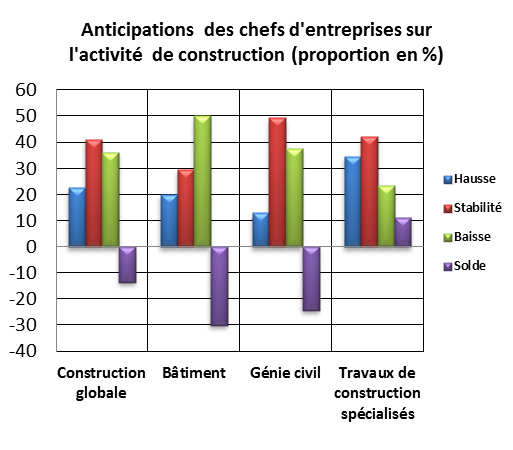 Anticipations des chefs d'entreprises sur
l'activité de construction (proportion en %)
60
50
40
30
20
10
0
-10
-20
-30
-40
Hausse
Stabilité
Baisse
Solde
Construction
globale
Bâtiment
Génie civil
Travaux de
construction
spécialisés